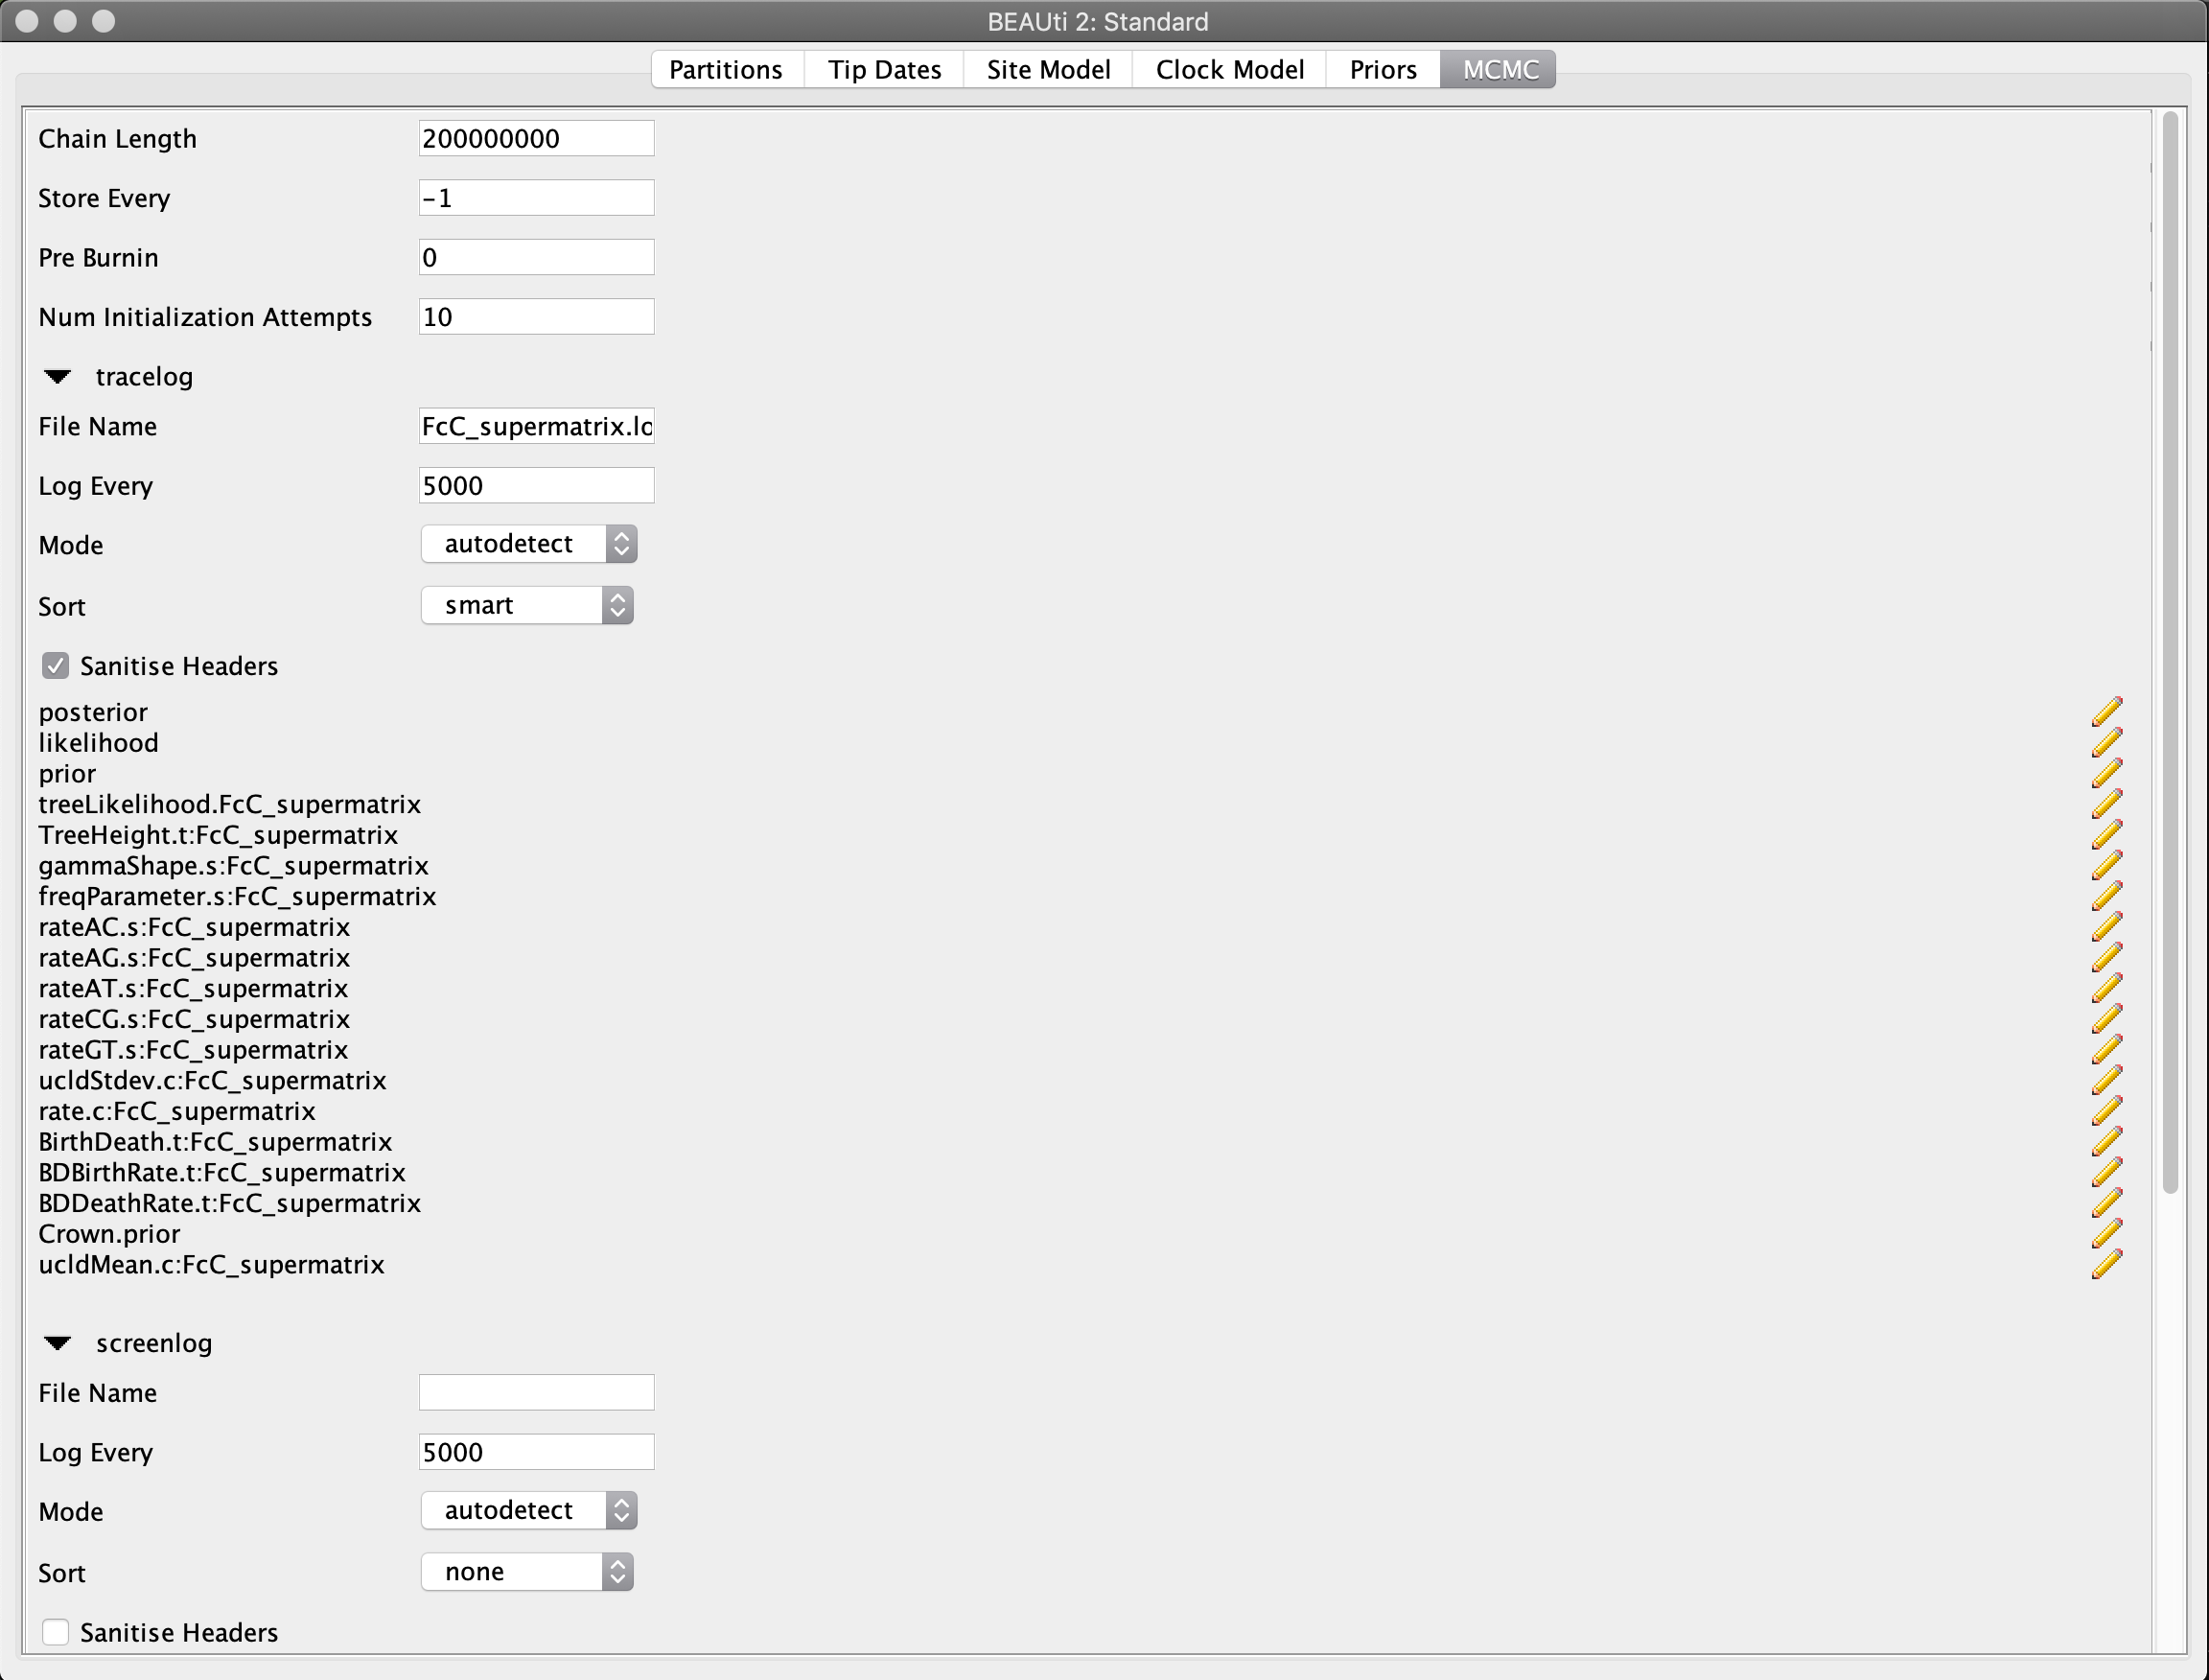 BEAUti 2: Standard
Partitions Tip Dates Site Model Clock Model Priors MCMC
Chain Length 200000000
Store Every -1
Pre Burnin 0
Num Initialization Attempts 10
tracelog
File Name FcC_supermatrix.lo
Log Every 5000
Mode autodetect
Sort smart
Sanitise Headers
posterior
likelihood
prior
treeLikelihood.FcC_supermatrix
TreeHeight.t:FcC_supermatrix
gammaShape.s:FcC_supermatrix
freqParameter.s:FcC_supermatrix
rateAC.s:FcC_supermatrix
rateAG.s:FcC_supermatrix
rateAT.s:FcC_supermatrix
rateCG.s:FcC_supermatrix
rateGT.s:FcC_supermatrix
ucldStdev.c:FcC_supermatrix
rate.c:FcC_supermatrix
BirthDeath.t:FcC_supermatrix
BDBirthRate.t:FcC_supermatrix
BDDeathRate.t:FcC_supermatrix
Crown.prior
ucldMean.c:FcC_supermatrix
screenlog
File Name
Log Every 5000
Mode autodetect
Sort none
Sanitise Headers